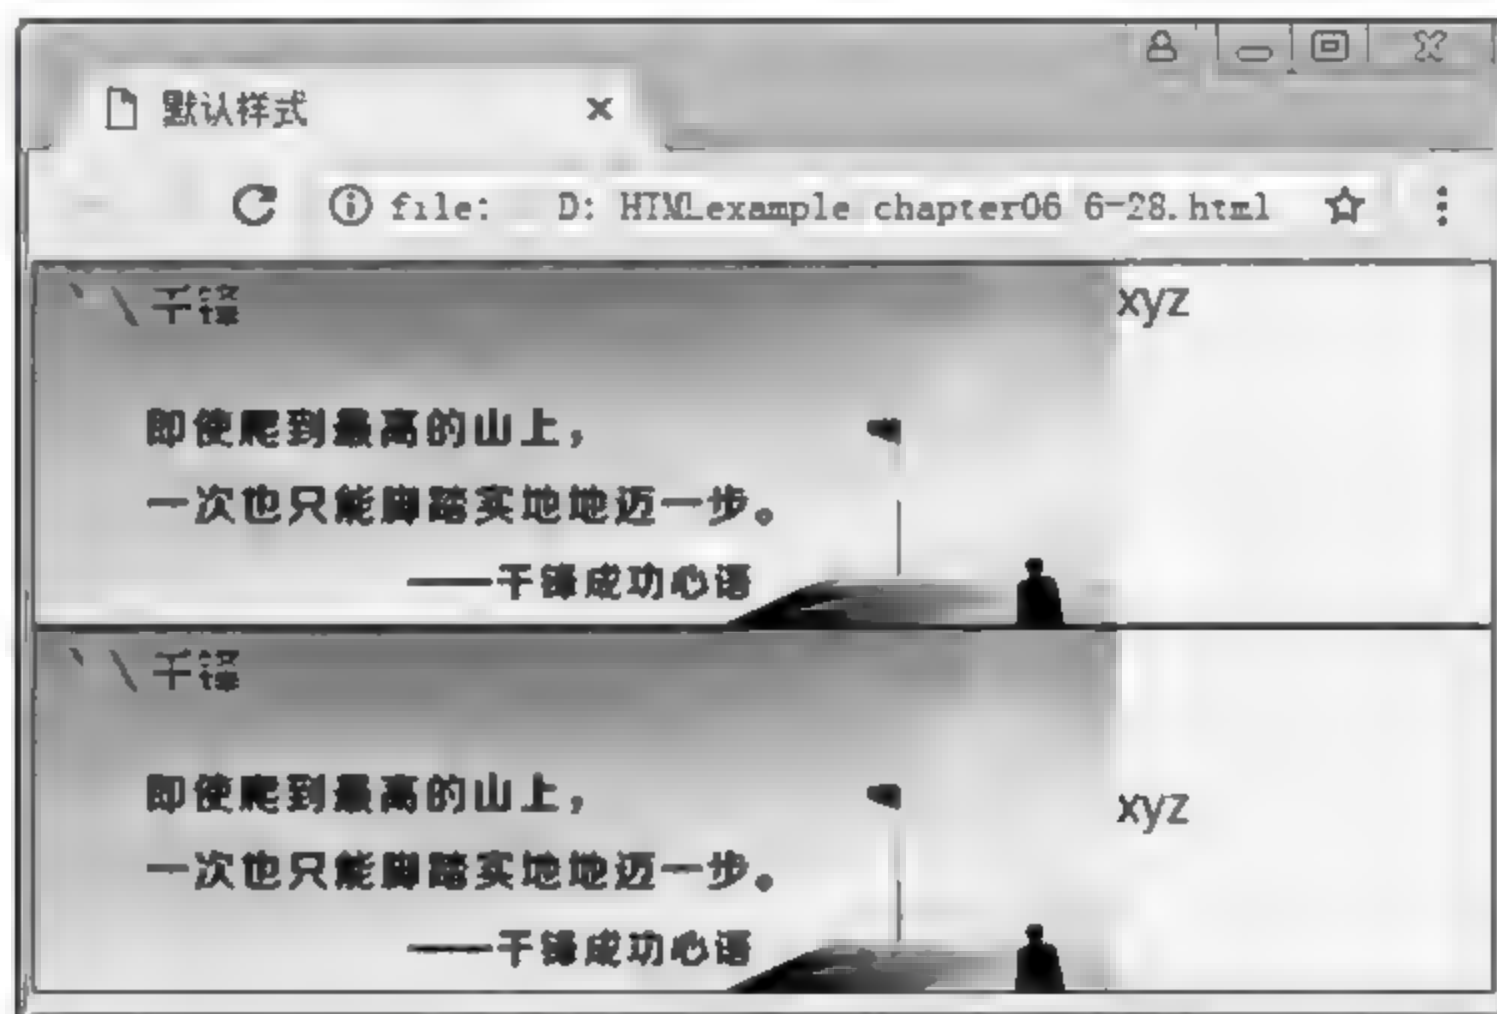 默认样式
file: D: HTMLexample chapter06 6-28.html
千锋
xyz
即使爬到最高的山上，
一次也只能脚踏实地地迈一步。
——千锋成功心语
千锋
即使爬到最高的山上，
xyz
一次也只能脚踏实地地迈一步。
——千锋成功心语